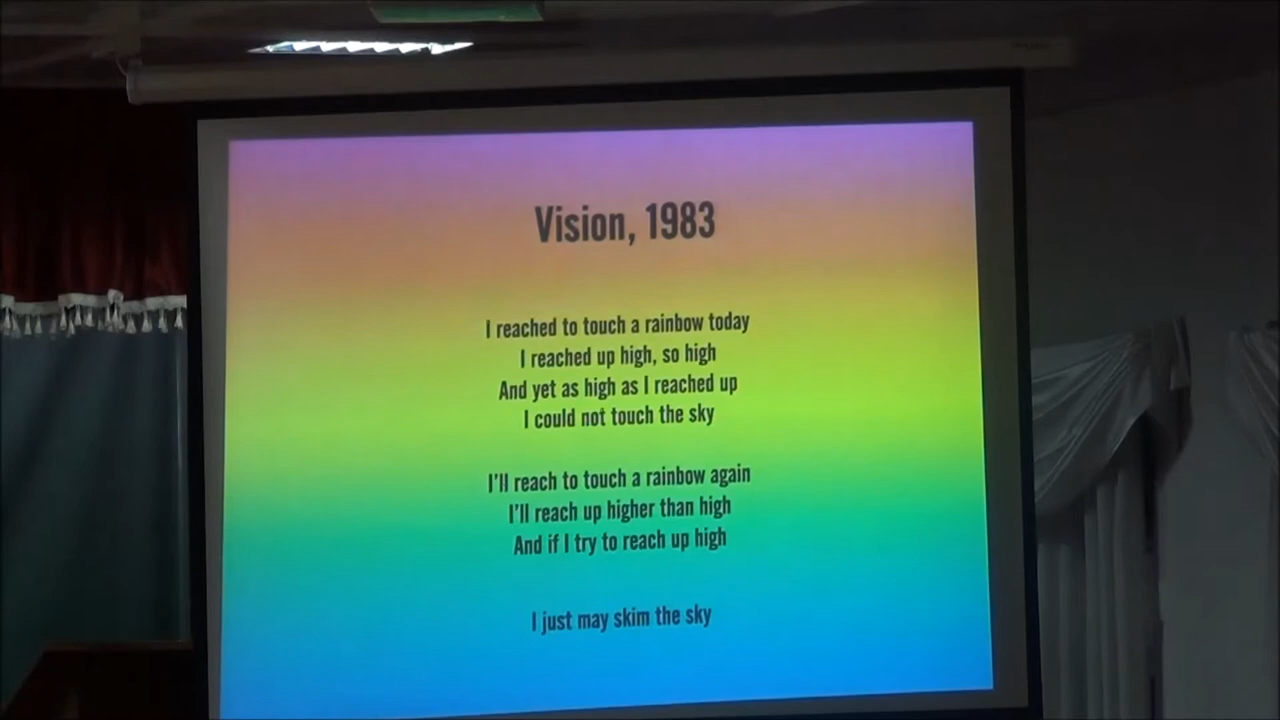 Vision, 1983
I reached to touch a rainbow today
I reached up high, so high
And yet as high as I reached up
I could not touch the sky
I'll reach to touch a rainbow again
I'll reach up higher than high
And if I try to reach up high
I just may skim the sky